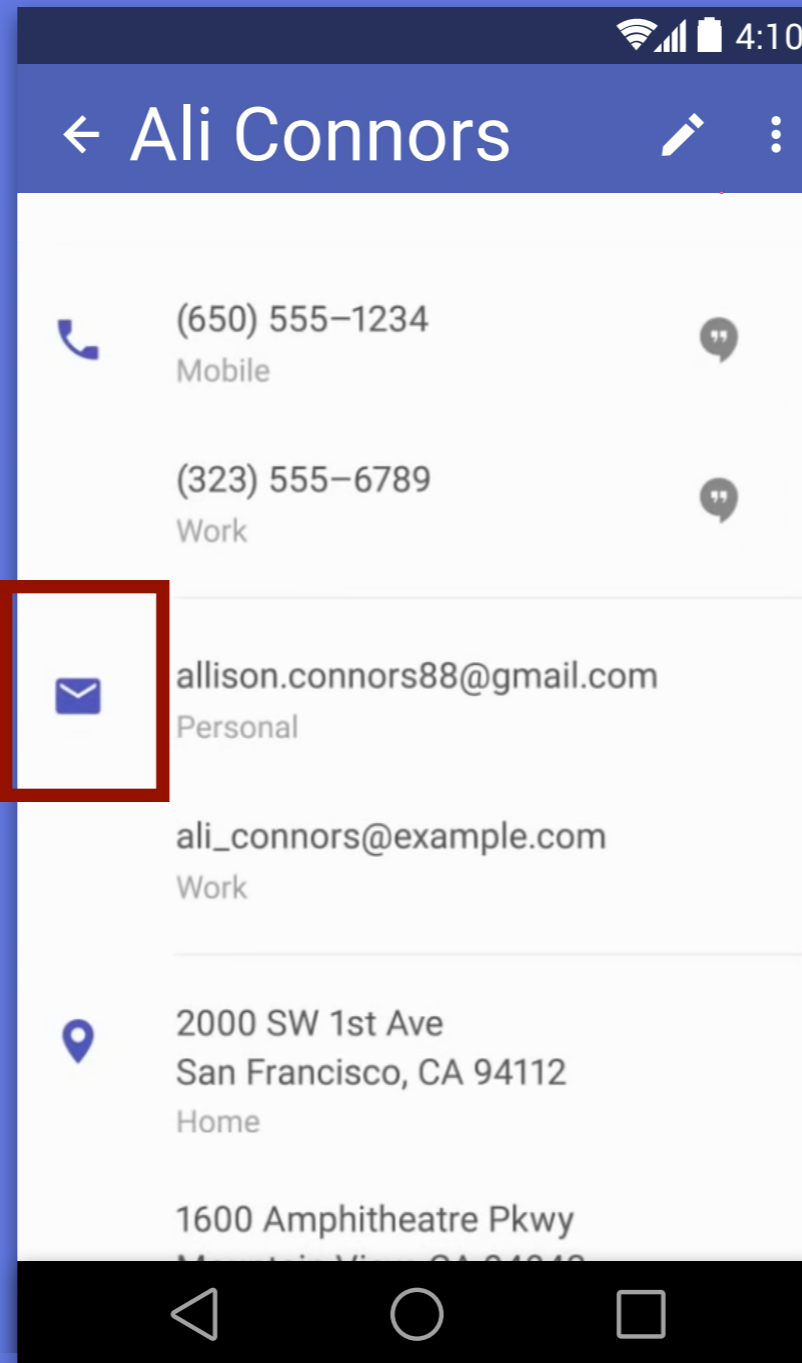 4:10
Ali Connors
(650) 555–1234
Mobile
(323) 555–6789
Work
allison.connors88@gmail.com
Personal
ali_connors@example.com
Work
2000 SW 1st Ave
San Francisco, CA 94112
Home
1600 Amphitheatre Pkwy